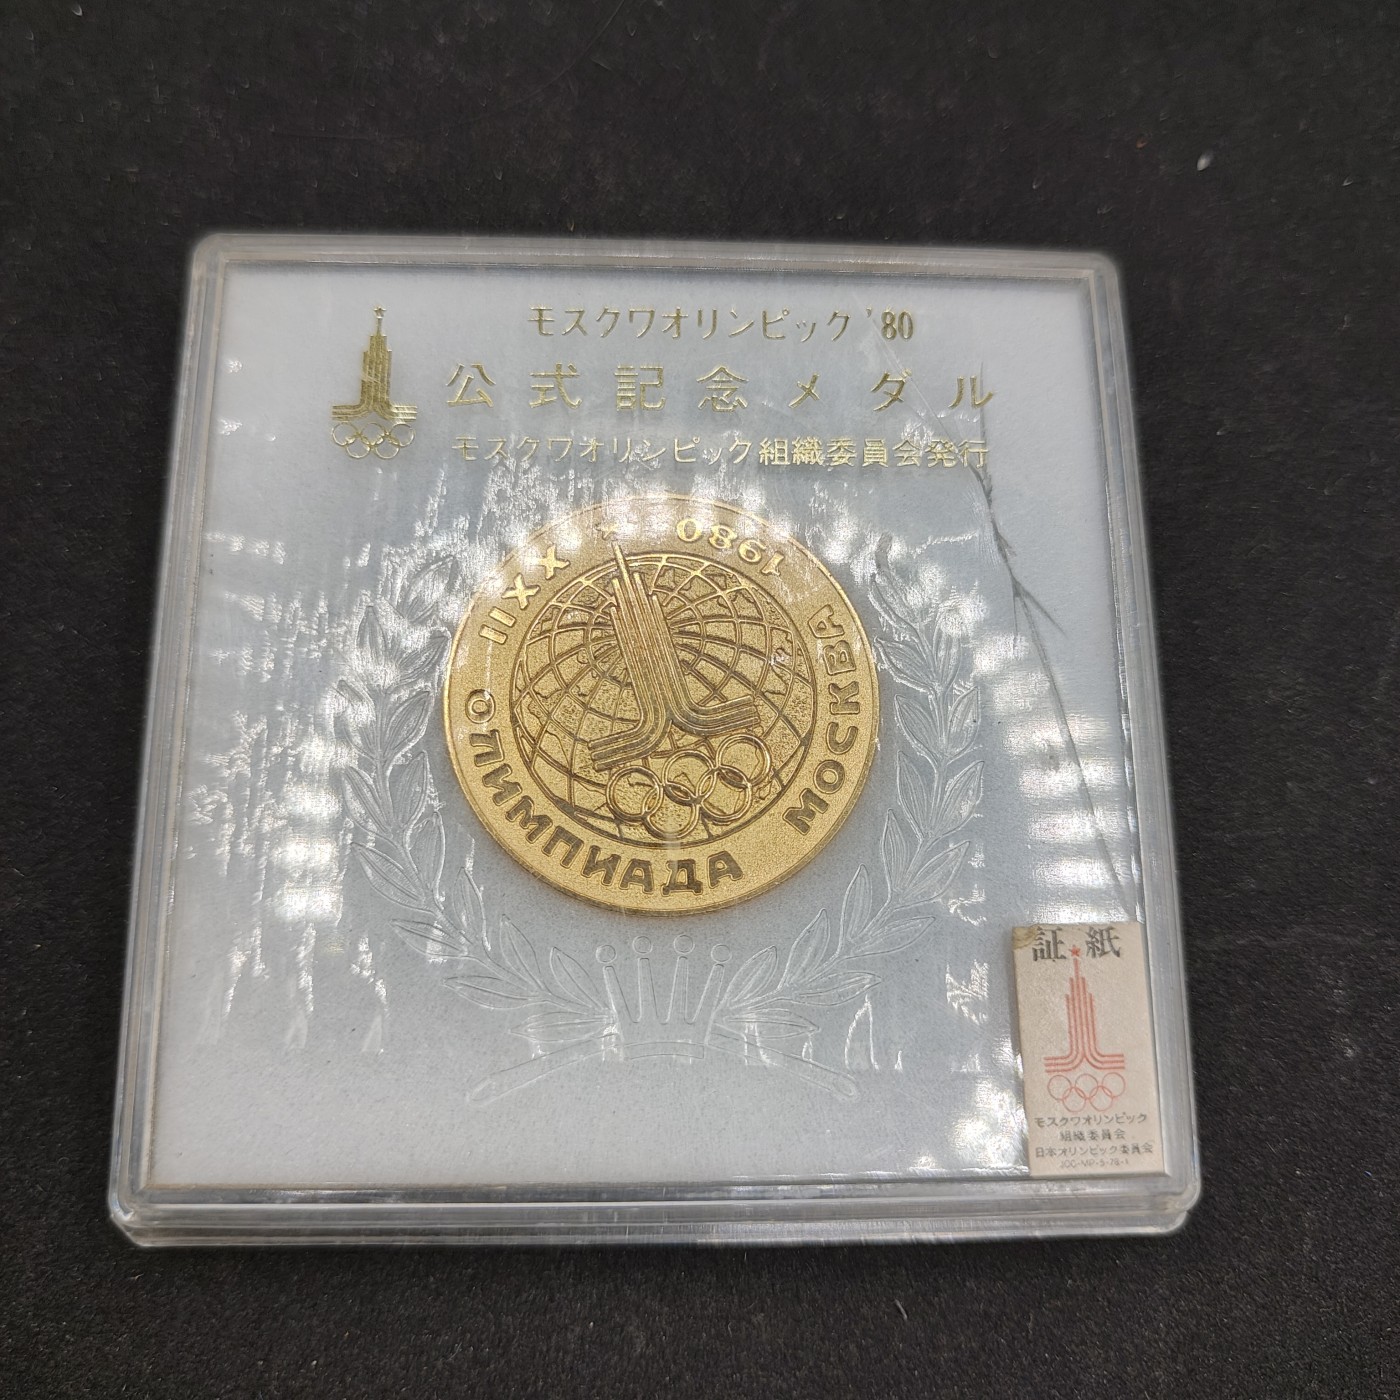 モスクワオリンピック '80
公式記念メダル
モスクワオリンピック組織委員会発行
XXII ОЛИМПИАДА МОСКВА 1980
証紙
モスクワオリンピック
組織委員会
日本オリンピック委員会